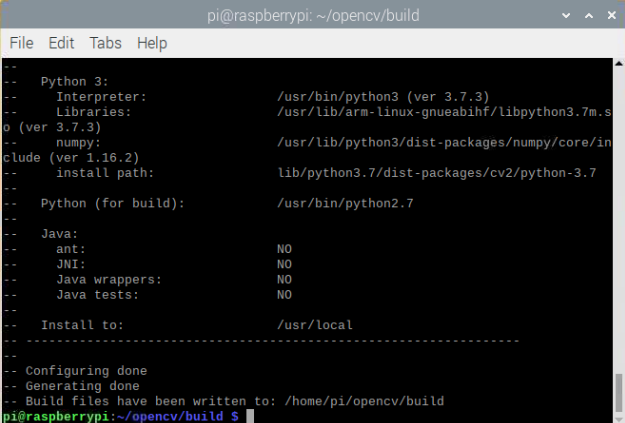 pi@raspberrypi: ~/opencv/build
File Edit Tabs Help
--
-- Python 3:
-- Interpreter: /usr/bin/python3 (ver 3.7.3)
-- Libraries: /usr/lib/arm-linux-gnueabihf/libpython3.7m.s
o (ver 3.7.3)
-- numpy: /usr/lib/python3/dist-packages/numpy/core/in
clude (ver 1.16.2)
-- install path: lib/python3.7/dist-packages/cv2/python-3.7
--
-- Python (for build): /usr/bin/python2.7
--
-- Java:
-- ant: NO
-- JNI: NO
-- Java wrappers: NO
-- Java tests: NO
--
-- Install to: /usr/local
-- -----------------------------------------------------------------
--
-- Configuring done
-- Generating done
-- Build files have been written to: /home/pi/opencv/build
pi@raspberrypi:~/opencv/build $